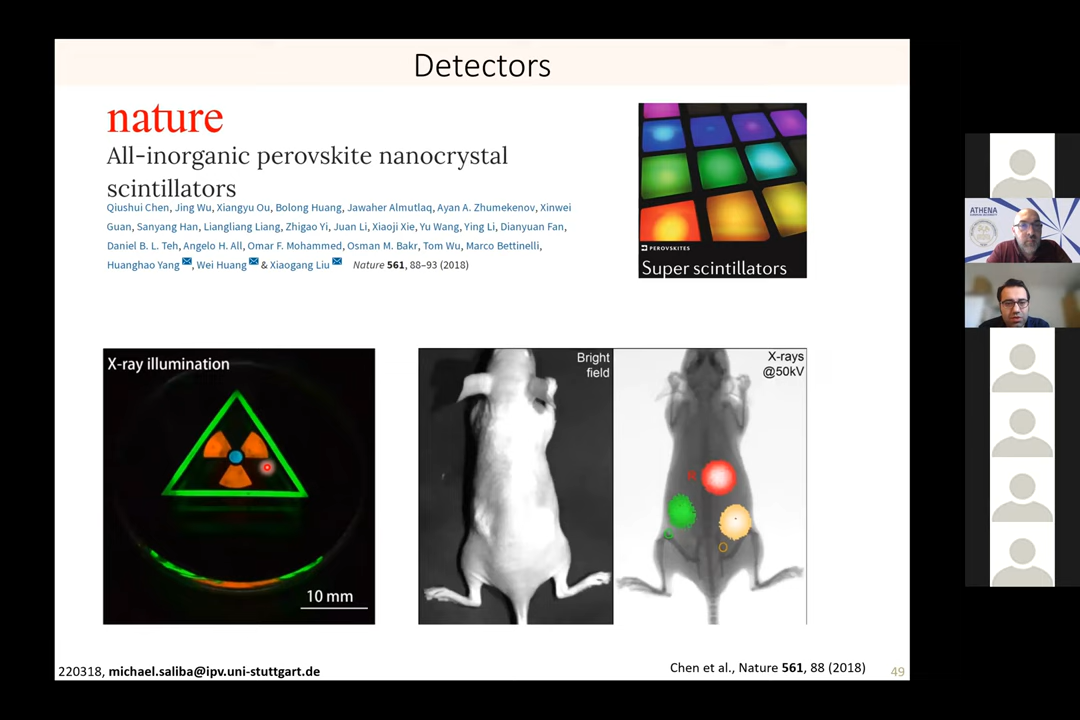 Detectors
nature
All-inorganic perovskite nanocrystal
scintillators
Qiushui Chen, Jing Wu, Xiangyu Ou, Bolong Huang, Jawaher Almutlaq, Ayan A. Zhumekenov, Xinwei
Guan, Sanyang Han, Liangliang Liang, Zhigao Yi, Juan Li, Xiaoji Xie, Yu Wang, Ying Li, Dianyuan Fan,
Daniel B. L. Teh, Angelo H. All, Omar F. Mohammed, Osman M. Bakr, Tom Wu, Marco Bettinelli,
Huanghao Yang, Wei Huang & Xiaogang Liu Nature 561, 88–93 (2018)
PEROVSKITES
Super scintillators
X-ray illumination
10 mm
Bright
field
X-rays
@50kV
R
G
O
220318, michael.saliba@ipv.uni-stuttgart.de
Chen et al., Nature 561, 88 (2018)
49
ATHENA